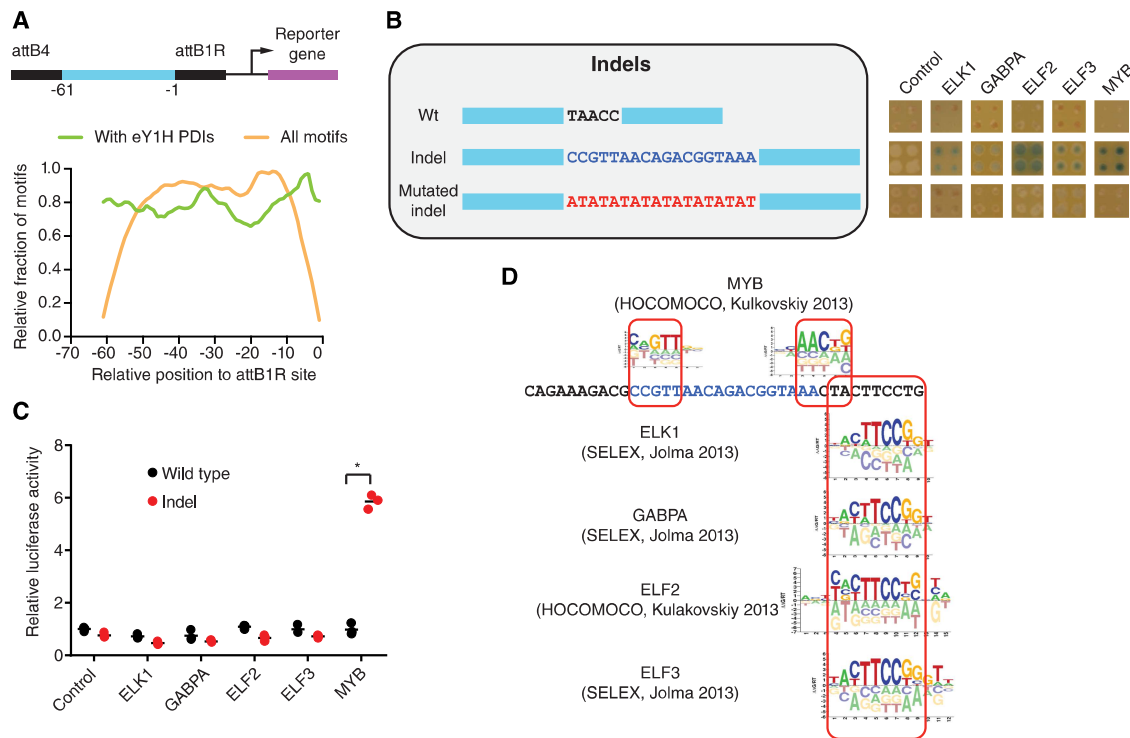 A
attB4
attB1R
Reporter
gene
-61
-1
With eY1H PDIs
All motifs
Relative fraction of motifs
1.0
0.8
0.6
0.4
0.2
0.0
-70 -60 -50 -40 -30 -20 -10 0
Relative position to attB1R site
B
Indels
Wt
TAACC
Indel
CCGTTAACAGACGGTAAA
Mutated
indel
ATATATATATATATATAT
Control ELK1 GABPA ELF2 ELF3 MYB
C
Relative luciferase activity
8
6
4
2
0
Wild type
Indel
*
Control ELK1 GABPA ELF2 ELF3 MYB
D
MYB
(HOCOMOCO, Kulkovskiy 2013)
CAGAAAGACGCCGTTAACAGACGGTAAACTACTTCCTG
ELK1
(SELEX, Jolma 2013)
GABPA
(SELEX, Jolma 2013)
ELF2
(HOCOMOCO, Kulakovskiy 2013
ELF3
(SELEX, Jolma 2013)